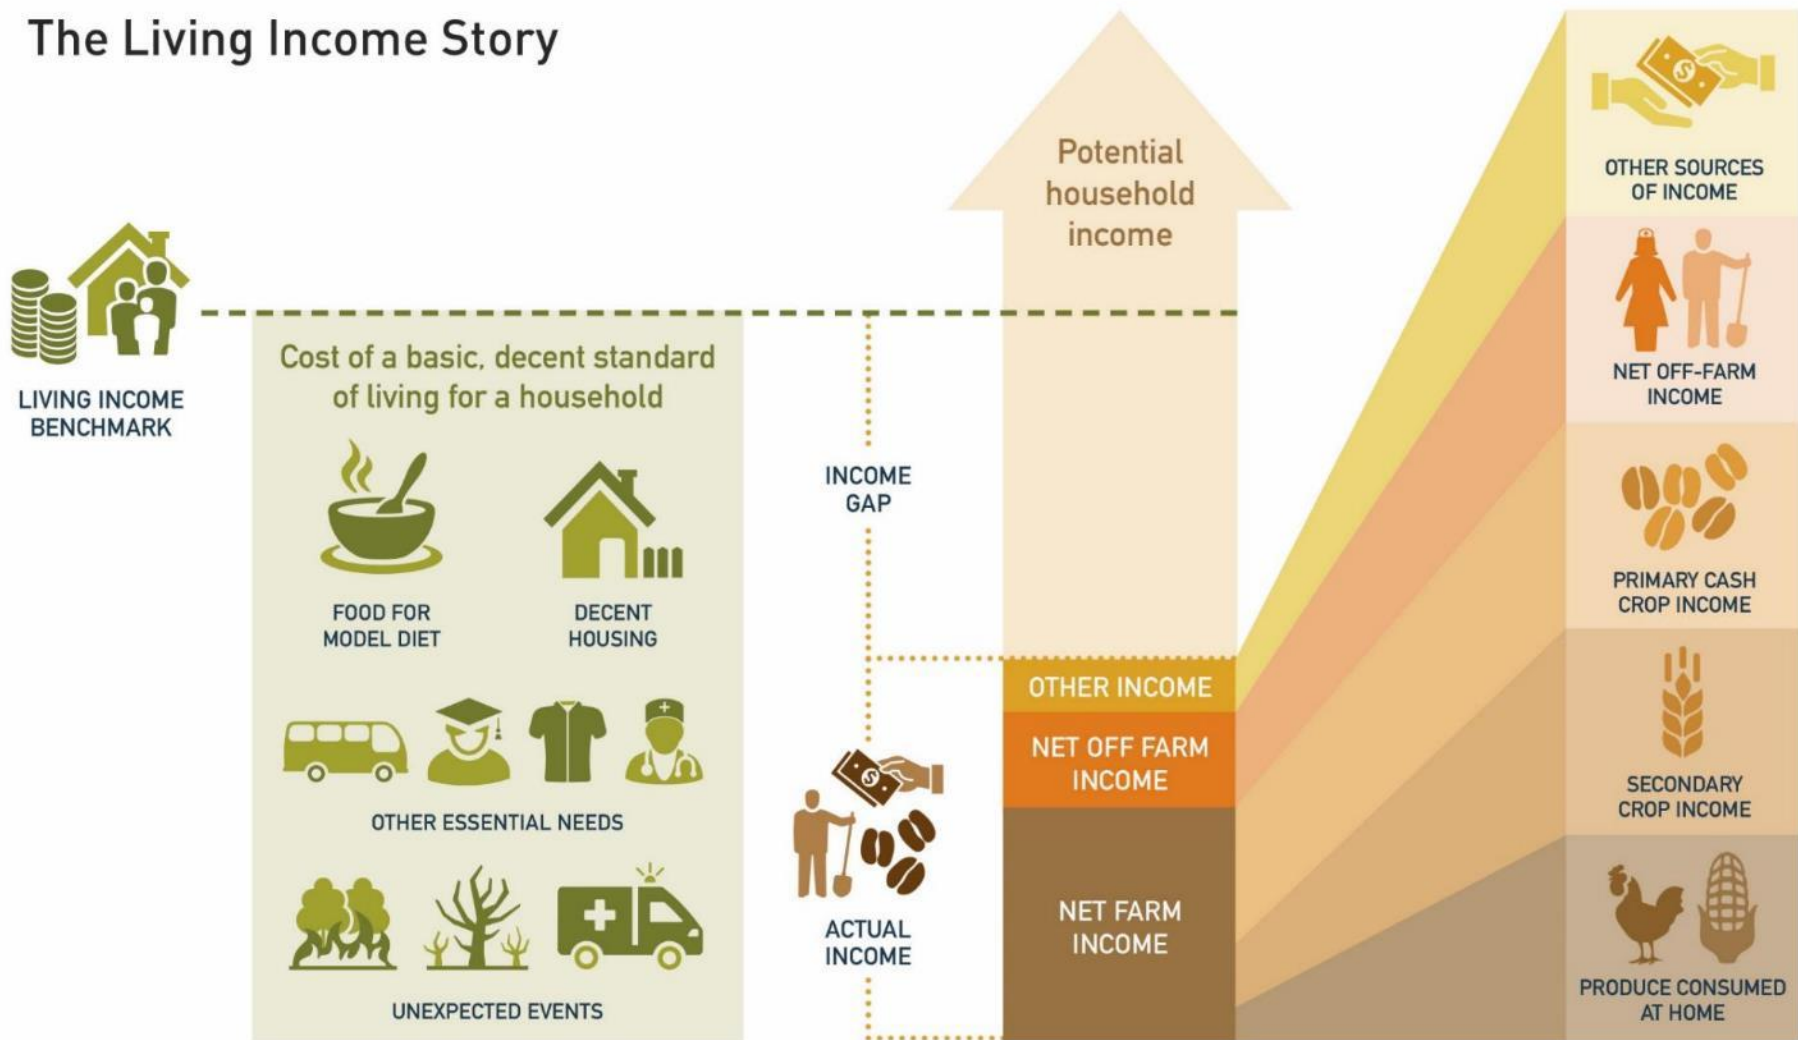 The Living Income Story
LIVING INCOME
BENCHMARK
Cost of a basic, decent standard
of living for a household
FOOD FOR
MODEL DIET
DECENT
HOUSING
OTHER ESSENTIAL NEEDS
UNEXPECTED EVENTS
INCOME
GAP
ACTUAL
INCOME
Potential
household
income
OTHER INCOME
NET OFF FARM
INCOME
NET FARM
INCOME
OTHER SOURCES
OF INCOME
NET OFF-FARM
INCOME
PRIMARY CASH
CROP INCOME
SECONDARY
CROP INCOME
PRODUCE CONSUMED
AT HOME